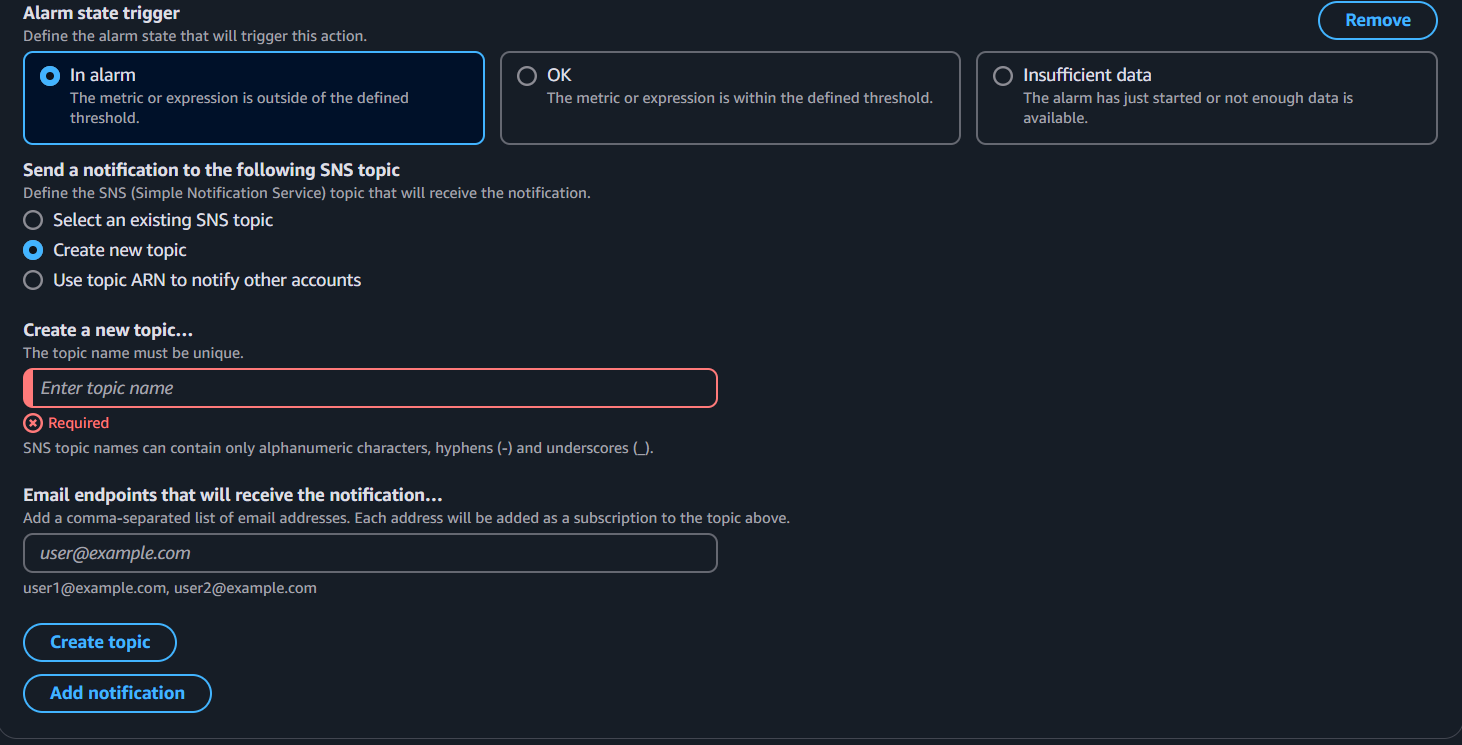 Alarm state trigger
Remove
Define the alarm state that will trigger this action.
In alarm
The metric or expression is outside of the defined
threshold.
OK
The metric or expression is within the defined threshold.
Insufficient data
The alarm has just started or not enough data is
available.
Send a notification to the following SNS topic
Define the SNS (Simple Notification Service) topic that will receive the notification.
Select an existing SNS topic
Create new topic
Use topic ARN to notify other accounts
Create a new topic...
The topic name must be unique.
Enter topic name
Required
SNS topic names can contain only alphanumeric characters, hyphens (-) and underscores (_).
Email endpoints that will receive the notification...
Add a comma-separated list of email addresses. Each address will be added as a subscription to the topic above.
user@example.com
user1@example.com, user2@example.com
Create topic
Add notification